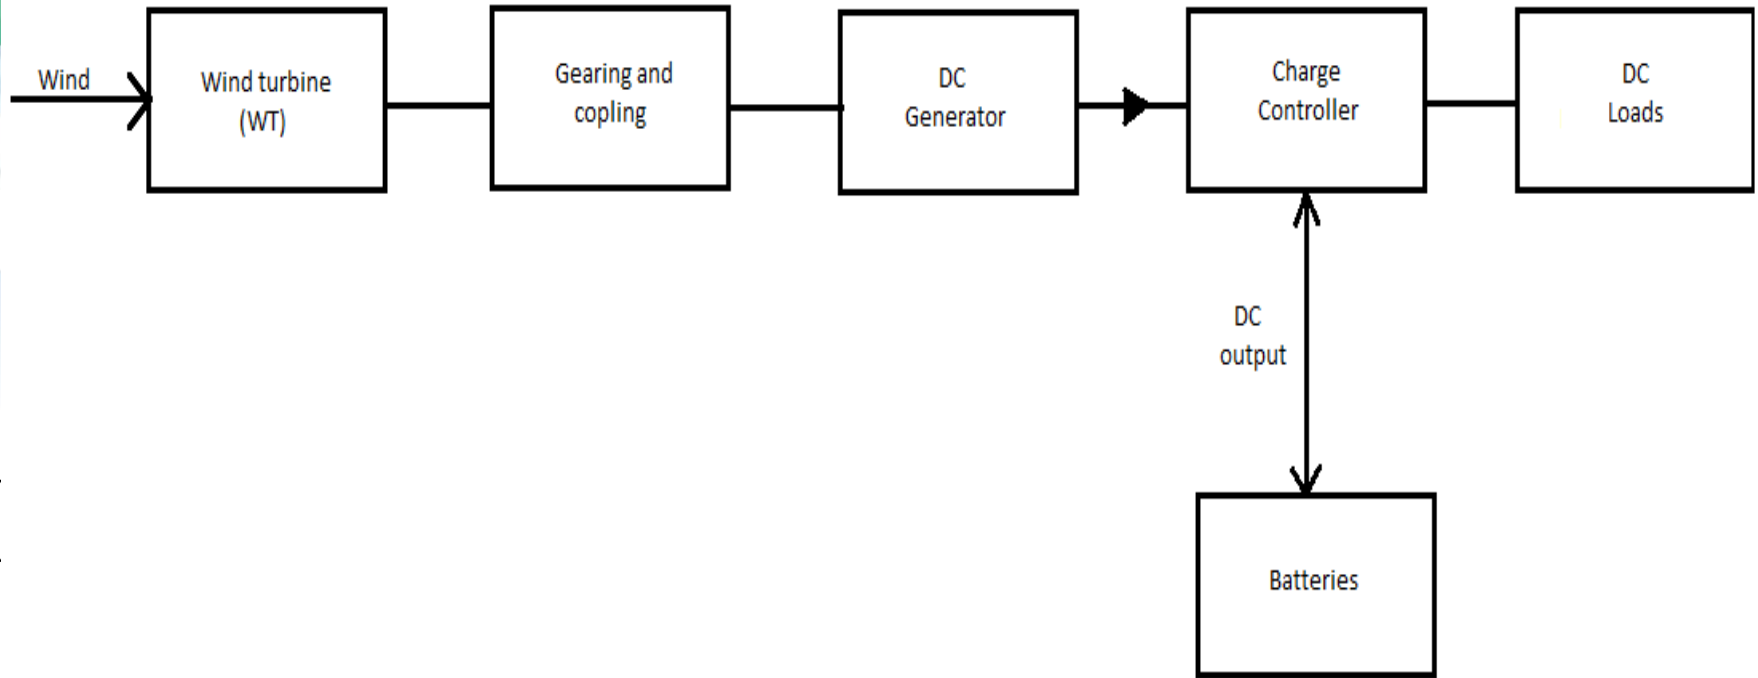 Wind
Wind turbine
(WT)
Gearing and
copling
DC
Generator
Charge
Controller
DC
Loads
DC
output
Batteries